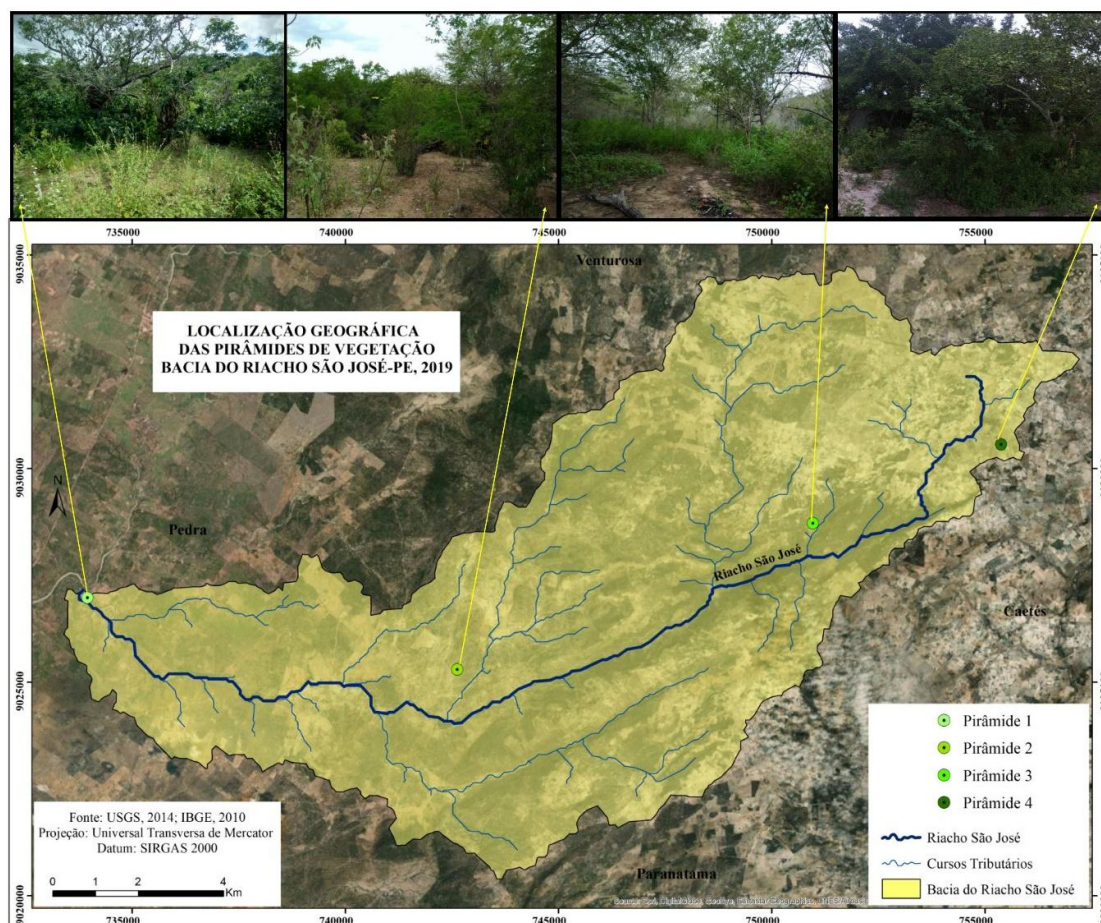 735000 740000 745000 750000 755000
9035000
Venturosa
LOCALIZAÇÃO GEOGRÁFICA
DAS PIRÂMIDES DE VEGETAÇÃO
BACIA DO RIACHO SÃO JOSÉ-PE, 2019
9030000
N
Pedra
Riacho São José
Caetés
9025000
Pirâmide 1
Pirâmide 2
Pirâmide 3
Pirâmide 4
Riacho São José
Cursos Tributários
Bacia do Riacho São José
Fonte: USGS, 2014; IBGE, 2010
Projeção: Universal Transversa de Mercator
Datum: SIRGAS 2000
0 1 2 4
Km
Paranatama
9020000
735000 740000 745000 750000 755000